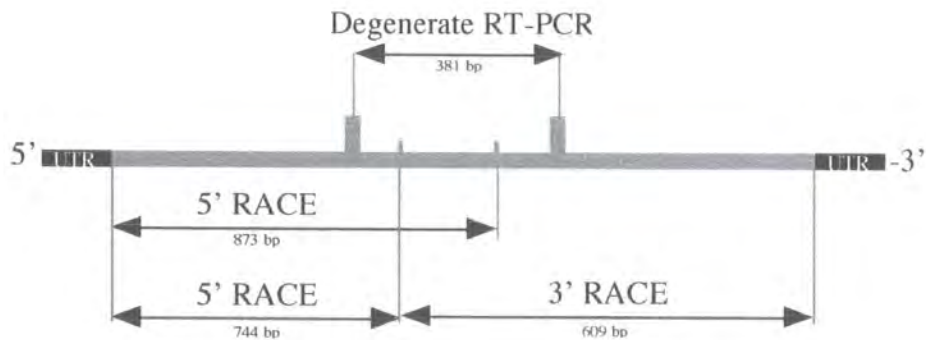 Degenerate RT-PCR
381 bp
5' UTR UTR -3'
5' RACE
873 bp
5' RACE 3' RACE
744 bp 609 bp